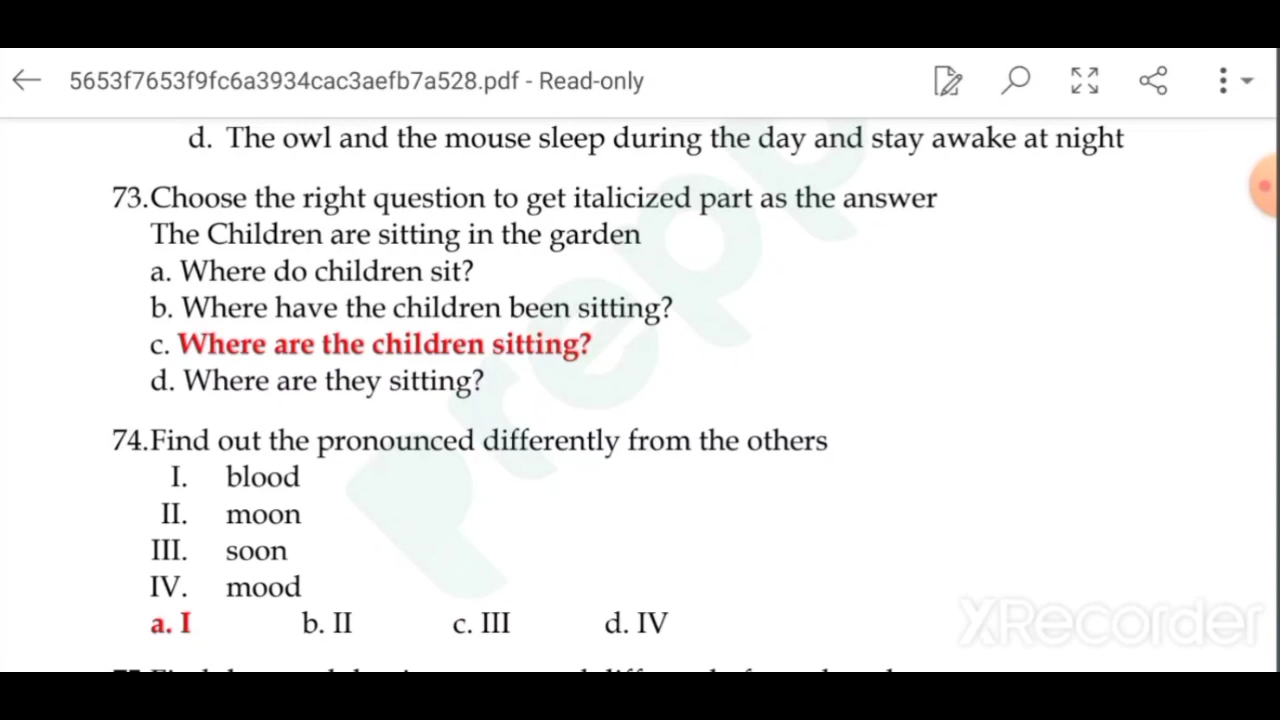 5653f7653f9fc6a3934cac3aefb7a528.pdf - Read-only
d. The owl and the mouse sleep during the day and stay awake at night
73.Choose the right question to get italicized part as the answer
The Children are sitting in the garden
a. Where do children sit?
b. Where have the children been sitting?
c. Where are the children sitting?
d. Where are they sitting?
74.Find out the pronounced differently from the others
I. blood
II. moon
III. soon
IV. mood
a. I b. II c. III d. IV
XRecorder